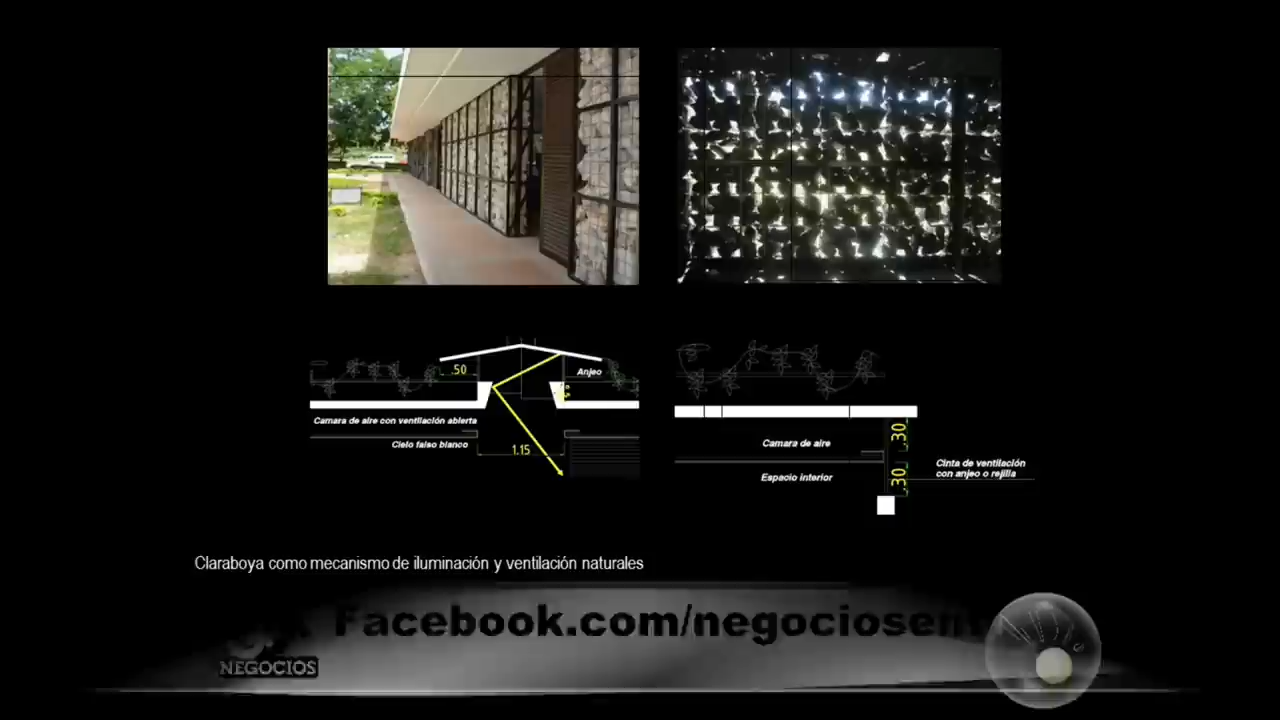 .50
Anjeo
Camara de aire con ventilación abierta
Cielo falso blanco
1.15
Camara de aire
Espacio interior
.30
.30
Cinta de ventilación
con anjeo o rejilla
Claraboya como mecanismo de iluminación y ventilación naturales
Facebook.com/negociosen
NEGOCIOS